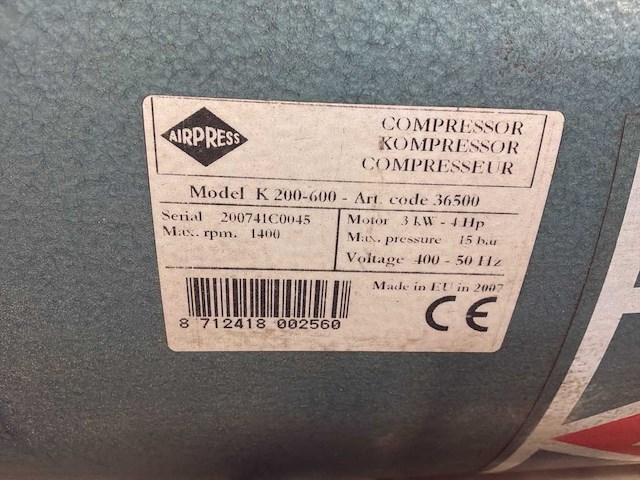 AIRPRESS
COMPRESSOR
KOMPRESSOR
COMPRESSEUR
Model K 200-600 - Art. code 36500
Serial 200741C0045
Max. rpm. 1400
Motor 3 kW - 4 Hp
Max. pressure 15 bar
Voltage 400 - 50 Hz
Made in EU in 2007
8 712418 002560
CE